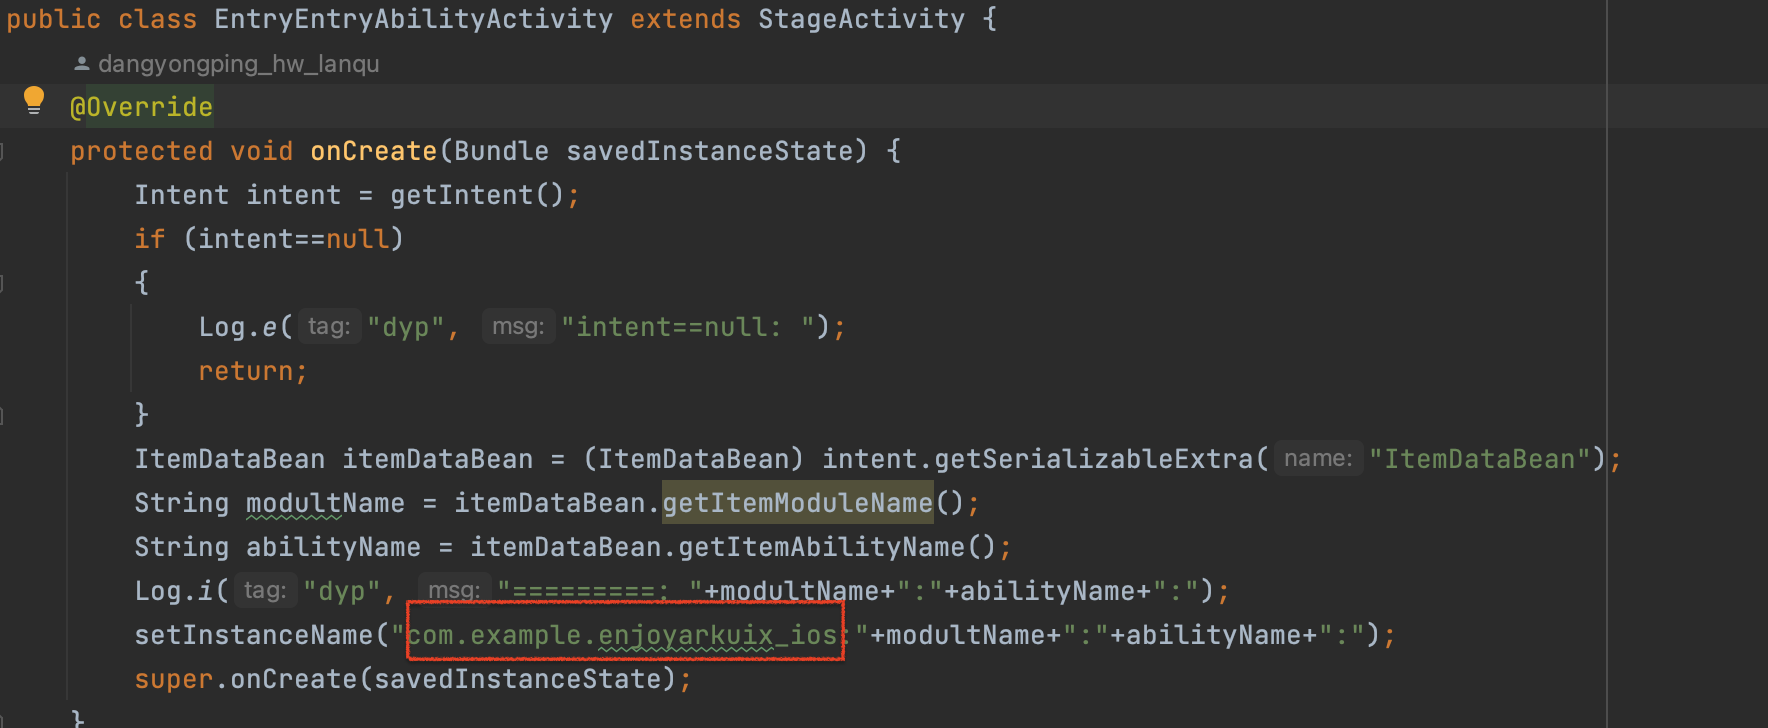 public class EntryEntryAbilityActivity extends StageActivity {
dangyongping_hw_lanqu
@Override
protected void onCreate(Bundle savedInstanceState) {
Intent intent = getIntent();
if (intent==null)
{
Log.e( tag: "dyp", msg: "intent==null: ");
return;
}
ItemDataBean itemDataBean = (ItemDataBean) intent.getSerializableExtra( name: "ItemDataBean");
String modultName = itemDataBean.getItemModuleName();
String abilityName = itemDataBean.getItemAbilityName();
Log.i( tag: "dyp", msg: "=========: "+modultName+":"+abilityName+":");
setInstanceName("com.example.enjoyarkuix_ios:"+modultName+":"+abilityName+":");
super.onCreate(savedInstanceState);
}